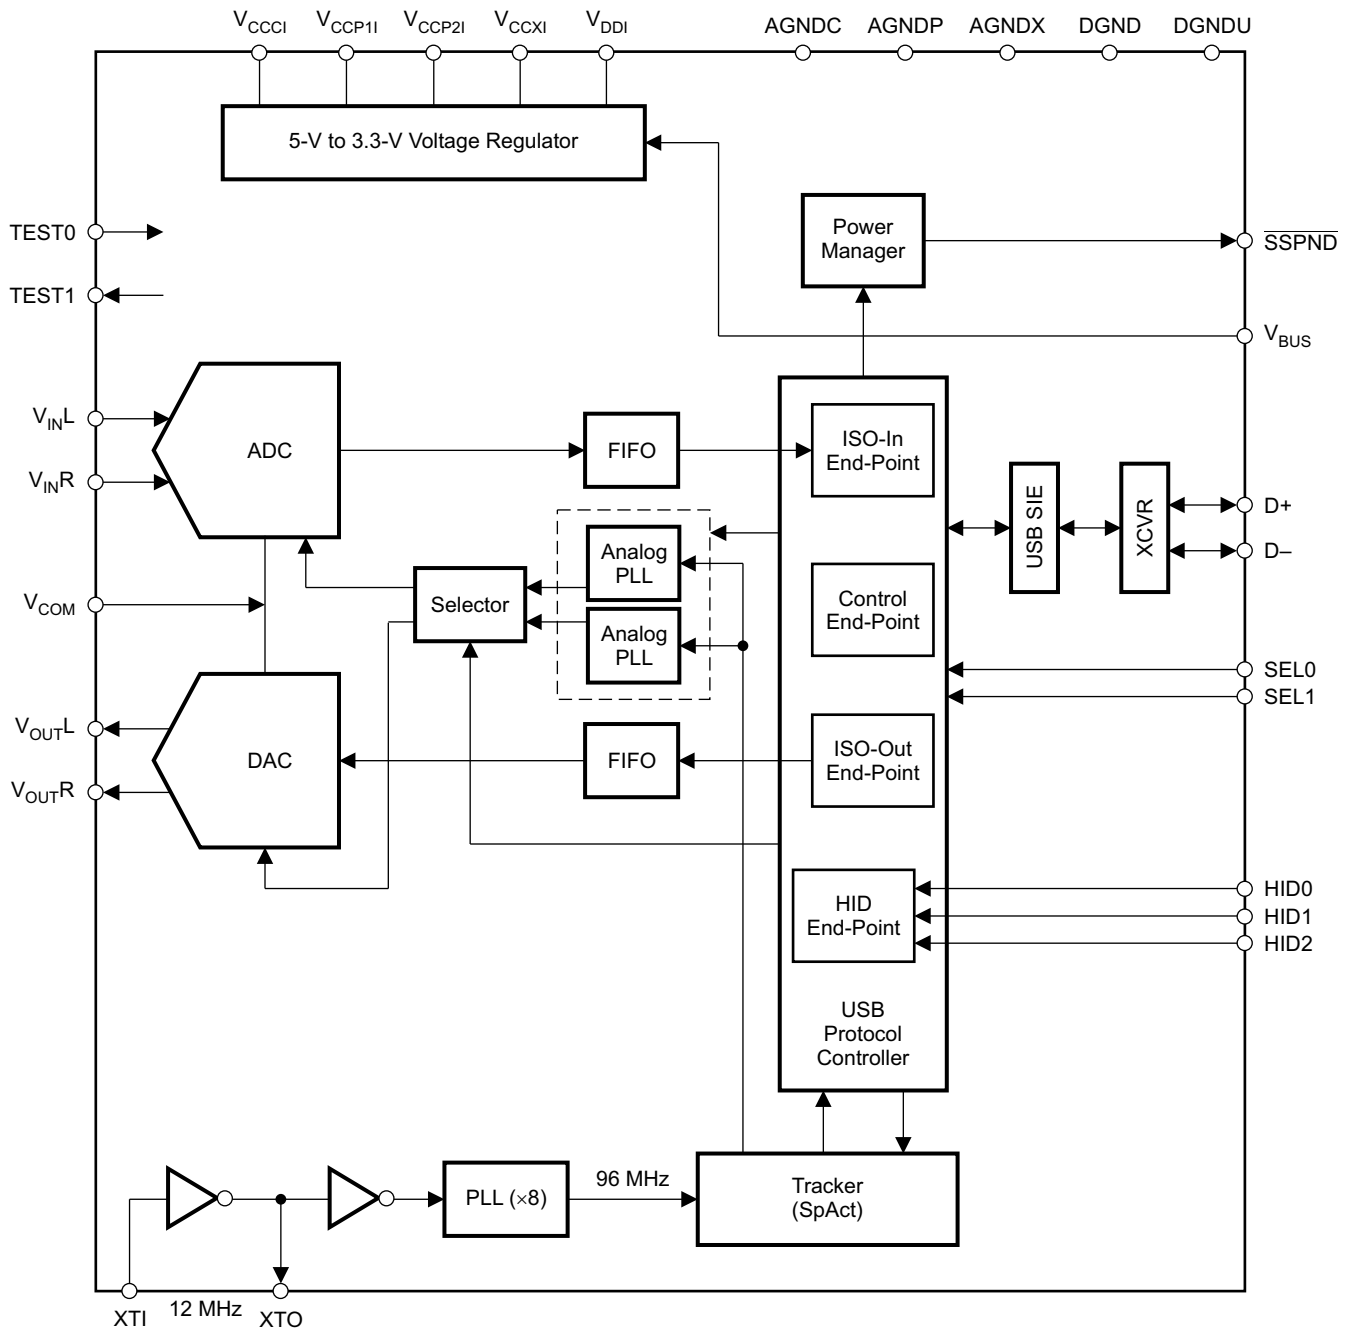 VCCCI VCCP1I VCCP2I VCCXI VDDI AGNDC AGNDP AGNDX DGND DGNDU
5-V to 3.3-V Voltage Regulator
TEST0
Power
Manager
SSPND
TEST1
VBUS
VINL
ADC
FIFO
ISO-In
End-Point
VINR
USB SIE
XCVR
D+
D–
Analog
PLL
VCOM
Selector
Control
End-Point
Analog
PLL
SEL0
SEL1
VOUTL
DAC
FIFO
ISO-Out
End-Point
VOUTR
HID
End-Point
HID0
HID1
HID2
USB
Protocol
Controller
PLL (×8)
96 MHz
Tracker
(SpAct)
XTI 12 MHz XTO